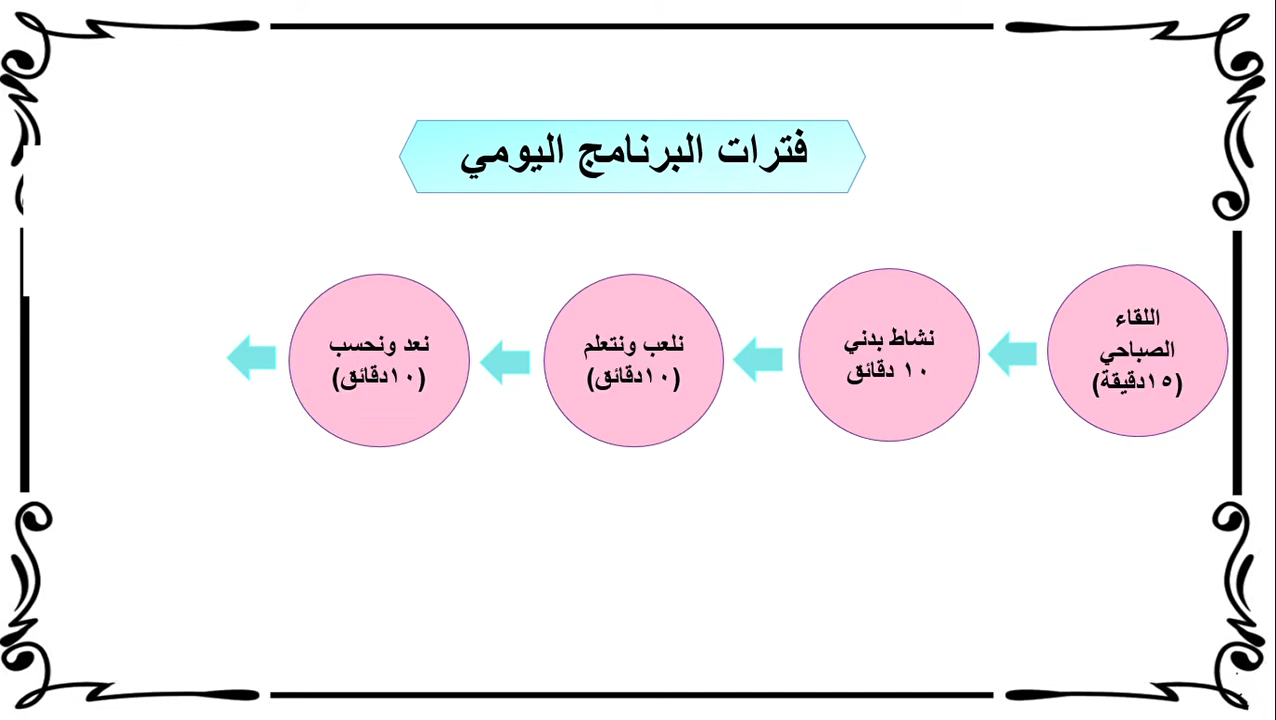 فترات البرنامج اليومي
اللقاء
الصباحي
(١٥دقيقة)
نشاط بدني
١٠ دقائق
نلعب ونتعلم
(١٠دقائق)
نعد ونحسب
(١٠دقائق)